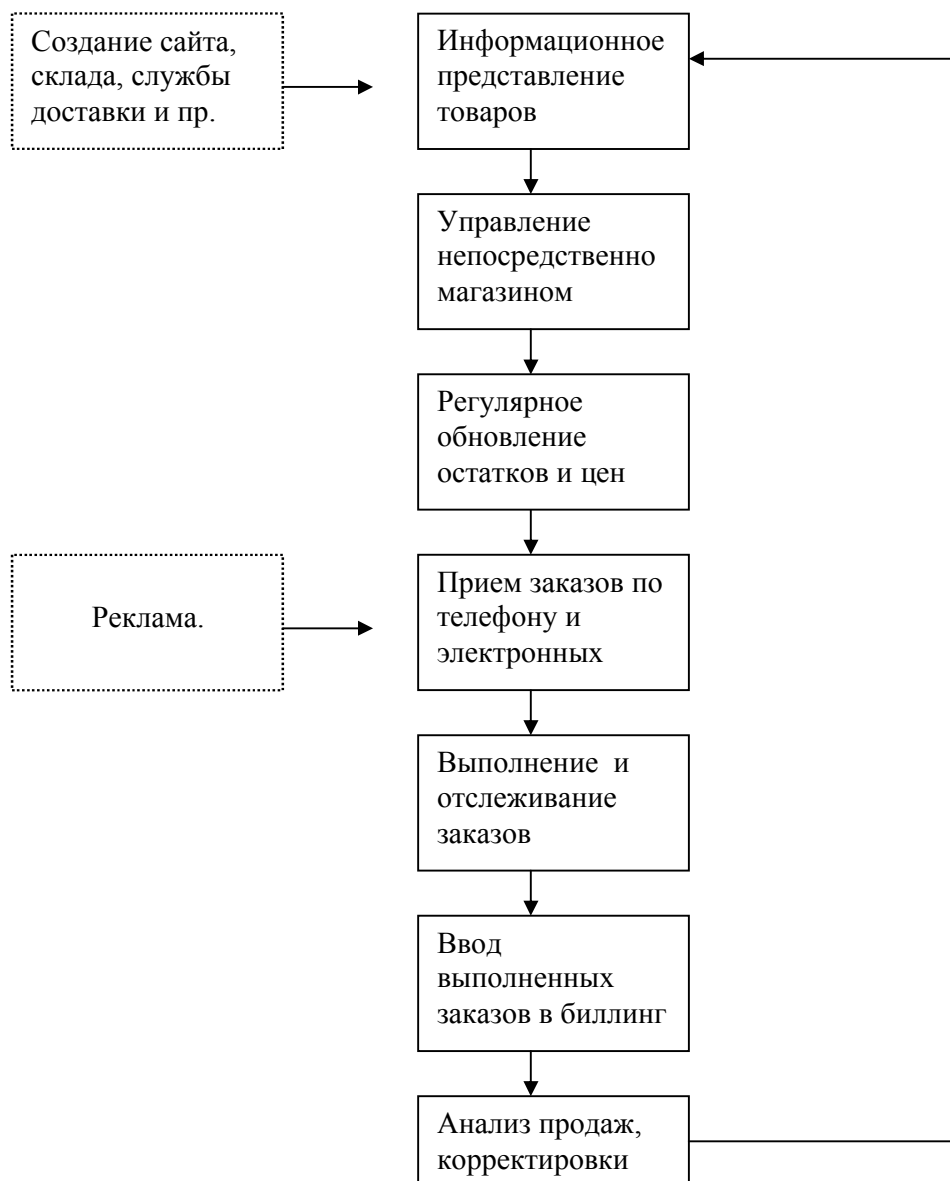 Создание сайта,
склада, службы
доставки и пр.
Информационное
представление
товаров
Управление
непосредственно
магазином
Регулярное
обновление
остатков и цен
Реклама.
Прием заказов по
телефону и
электронных
Выполнение и
отслеживание
заказов
Ввод
выполненных
заказов в биллинг
Анализ продаж,
корректировки